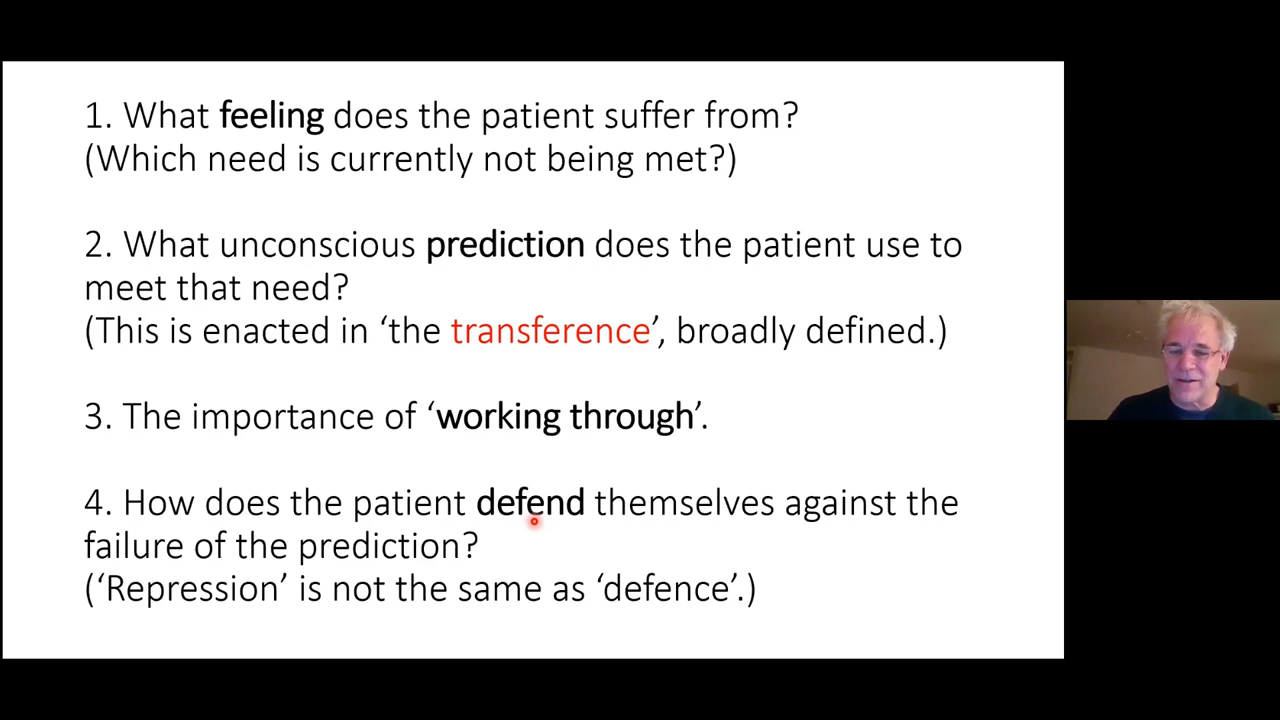 1. What feeling does the patient suffer from?
(Which need is currently not being met?)
2. What unconscious prediction does the patient use to
meet that need?
(This is enacted in ‘the transference’, broadly defined.)
3. The importance of ‘working through’.
4. How does the patient defend themselves against the
failure of the prediction?
(‘Repression’ is not the same as ‘defence’.)